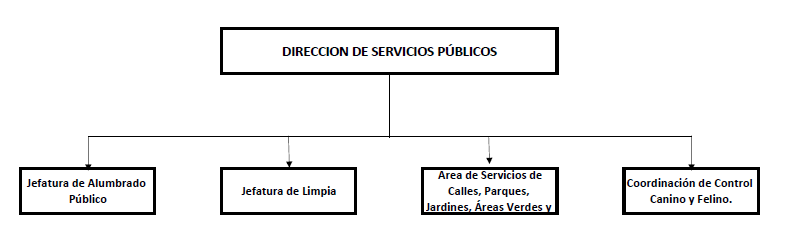 DIRECCION DE SERVICIOS PÚBLICOS
Jefatura de Alumbrado
Público
Jefatura de Limpia
Area de Servicios de
Calles, Parques,
Jardines, Áreas Verdes y
Coordinación de Control
Canino y Felino.